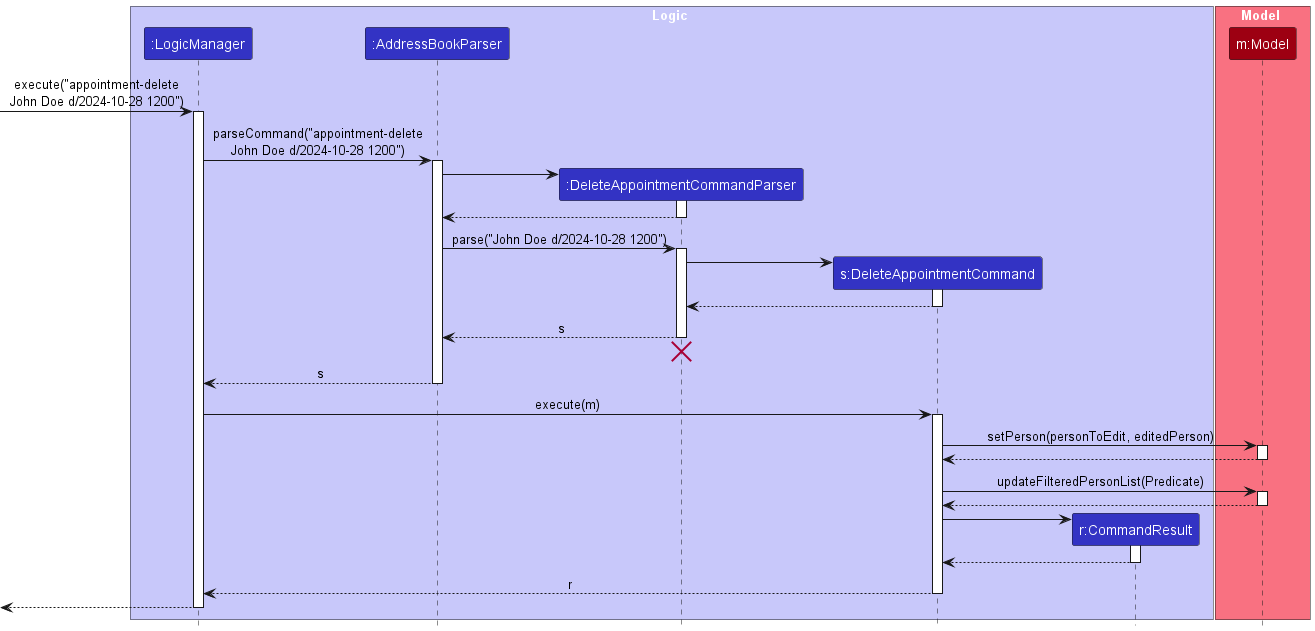 Logic
Model
:LogicManager
:AddressBookParser
m:Model
execute("appointment-delete
John Doe d/2024-10-28 1200")
parseCommand("appointment-delete
John Doe d/2024-10-28 1200")
:DeleteAppointmentCommandParser
parse("John Doe d/2024-10-28 1200")
s:DeleteAppointmentCommand
s
s
execute(m)
setPerson(personToEdit, editedPerson)
updateFilteredPersonList(Predicate)
r:CommandResult
r